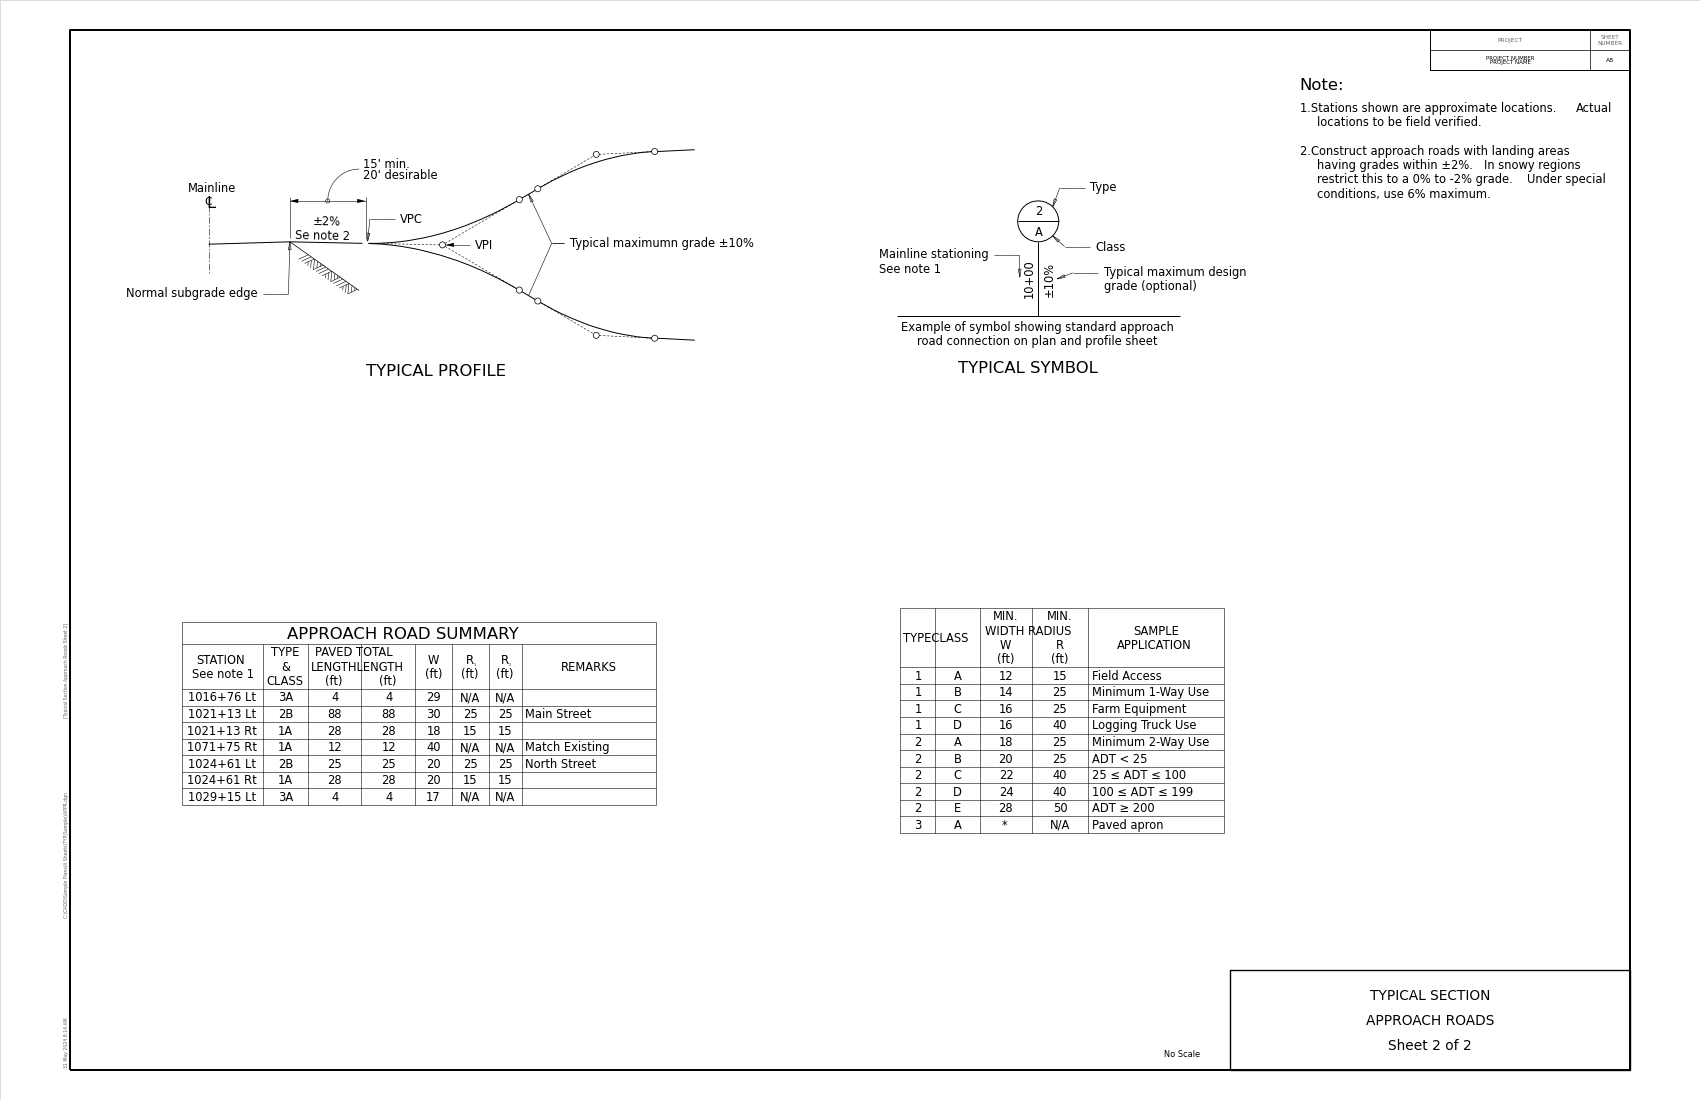 PROJECT
SHEET
NUMBER
PROJECT NUMBER
PROJECT NAME
A8
Note:
1.Stations shown are approximate locations. Actual
locations to be field verified.
2.Construct approach roads with landing areas
having grades within ±2%. In snowy regions
restrict this to a 0% to -2% grade. Under special
conditions, use 6% maximum.
15' min.
20' desirable
Mainline
℄
±2%
Se note 2
VPC
VPI
Typical maximumn grade ±10%
Normal subgrade edge
TYPICAL PROFILE
Type
2
A
Class
Mainline stationing
See note 1
10+00
±10%
Typical maximum design
grade (optional)
Example of symbol showing standard approach
road connection on plan and profile sheet
TYPICAL SYMBOL
APPROACH ROAD SUMMARY
STATION
See note 1
TYPE
&
CLASS
PAVED
LENGTH
(ft)
TOTAL
LENGTH
(ft)
W
(ft)
R,
(ft)
R,
(ft)
REMARKS
1016+76 Lt 3A 4 4 29 N/A N/A
1021+13 Lt 2B 88 88 30 25 25 Main Street
1021+13 Rt 1A 28 28 18 15 15
1071+75 Rt 1A 12 12 40 N/A N/A Match Existing
1024+61 Lt 2B 25 25 20 25 25 North Street
1024+61 Rt 1A 28 28 20 15 15
1029+15 Lt 3A 4 4 17 N/A N/A
TYPE
CLASS
MIN.
WIDTH
W
(ft)
MIN.
RADIUS
R
(ft)
SAMPLE
APPLICATION
1 A 12 15 Field Access
1 B 14 25 Minimum 1-Way Use
1 C 16 25 Farm Equipment
1 D 16 40 Logging Truck Use
2 A 18 25 Minimum 2-Way Use
2 B 20 25 ADT < 25
2 C 22 40 25 ≤ ADT ≤ 100
2 D 24 40 100 ≤ ADT ≤ 199
2 E 28 50 ADT ≥ 200
3 A * N/A Paved apron
[Typical Section Approach Roads Sheet 2]
31 May 2024 8:14 AM
No Scale
TYPICAL SECTION
APPROACH ROADS
Sheet 2 of 2